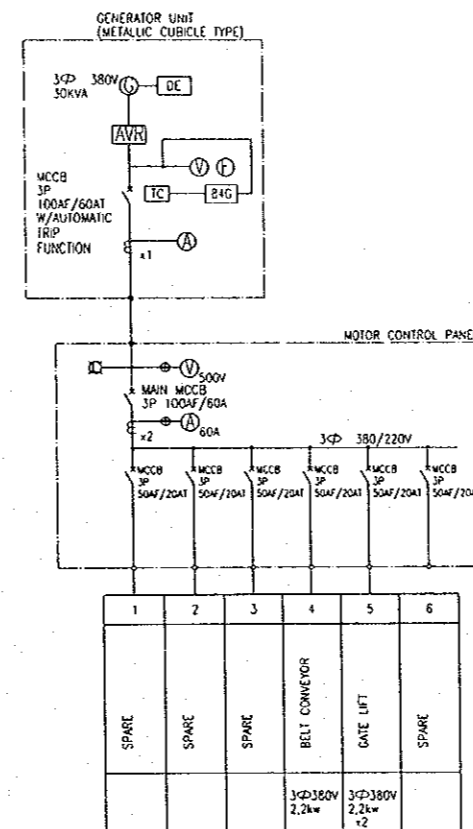 GENERATOR UNIT
(METALLIC CUBICLE TYPE)
3Φ 380V
30KVA
G
DE
AVR
V
F
TC
84G
MCCB
3P
100AF/60AT
W/AUTOMATIC
TRIP
FUNCTION
A
x1
MOTOR CONTROL PANE
V
500V
MAIN MCCB
3P 100AF/60A
A
60A
x2
3Φ 380/220V
MCCB
3P
50AF/20AT
MCCB
3P
50AF/20AT
MCCB
3P
50AF/20AT
MCCB
3P
50AF/20AT
MCCB
3P
50AF/20AT
MCCB
3P
50AF/20A
1
2
3
4
5
6
SPARE
SPARE
SPARE
BELT CONVEYOR
GATE LIFT
SPARE
3Φ380V
2,2kw
3Φ380V
2,2kw
x2